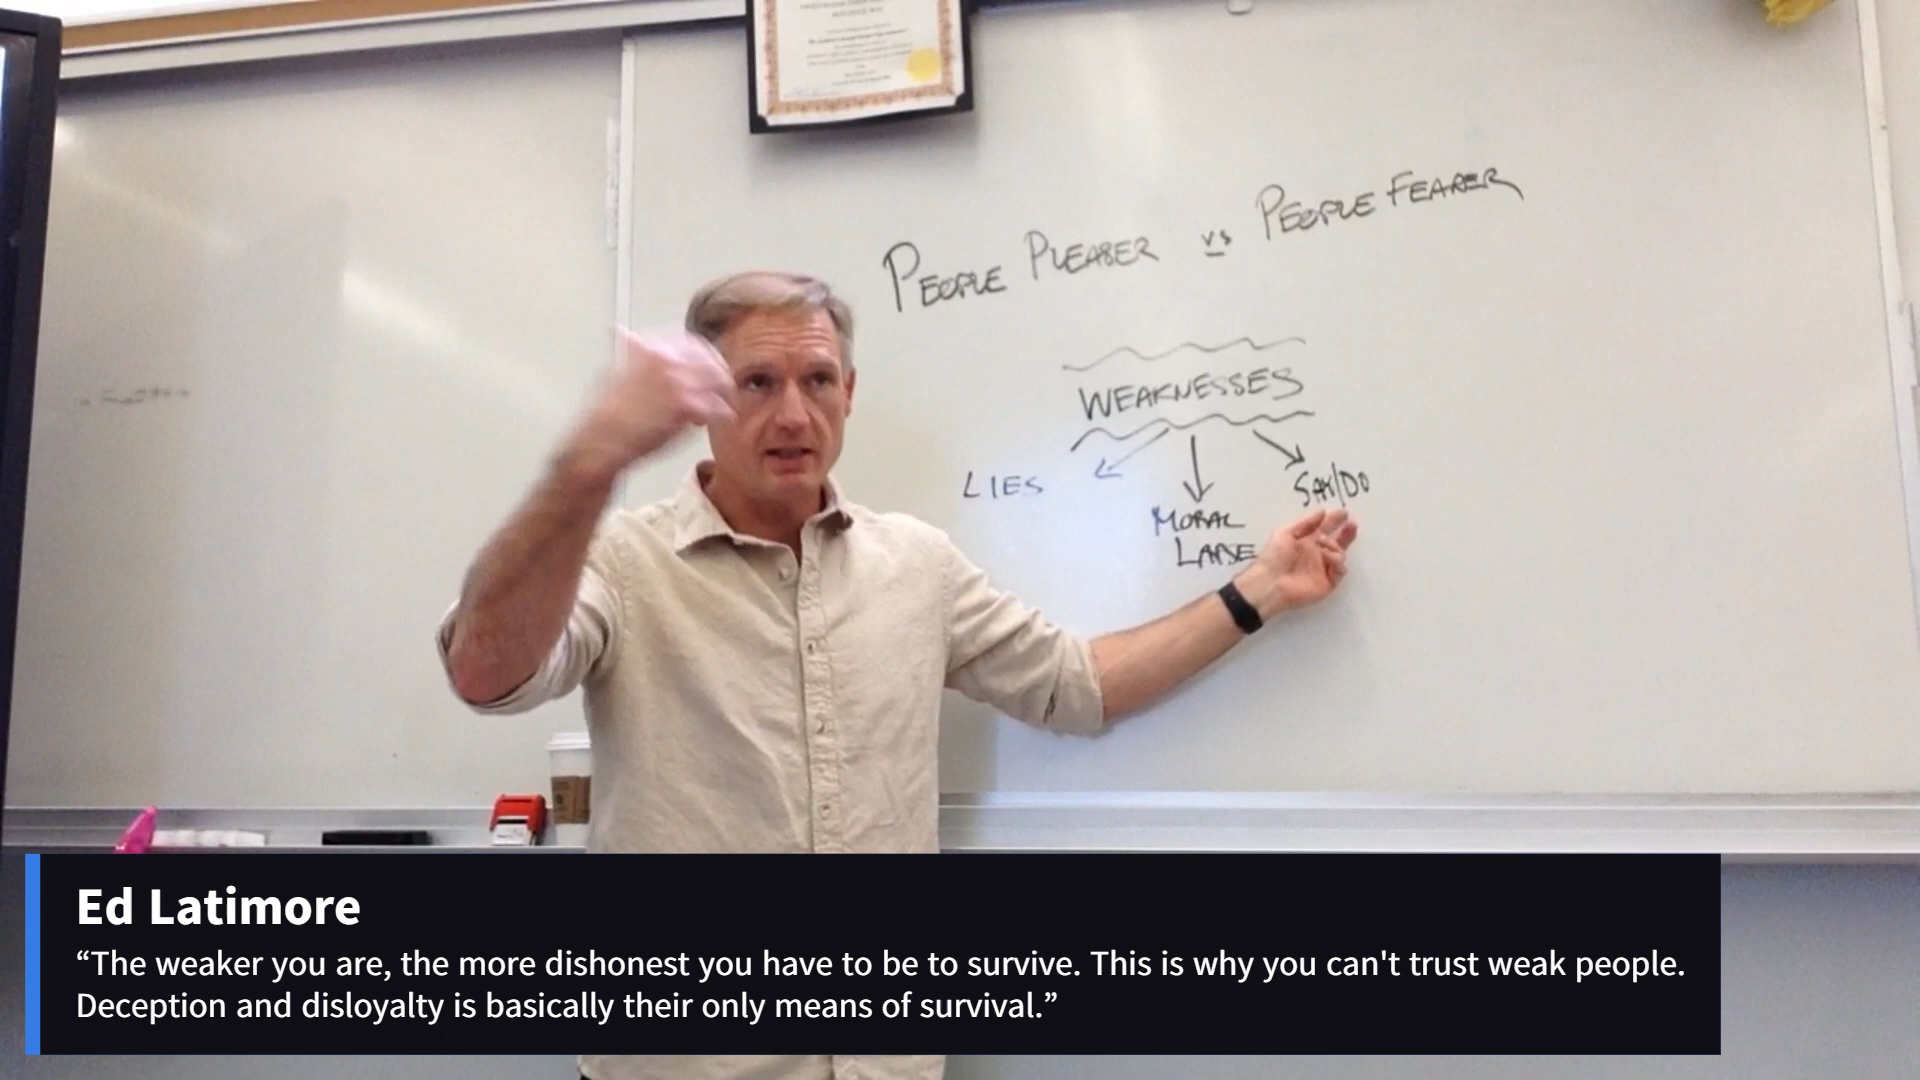 PEOPLE PLEASER vs PEOPLE FEARER
WEAKNESSES
LIES
MORAL
LAPSE
SAY/DO
Ed Latimore
“The weaker you are, the more dishonest you have to be to survive. This is why you can't trust weak people.
Deception and disloyalty is basically their only means of survival.”